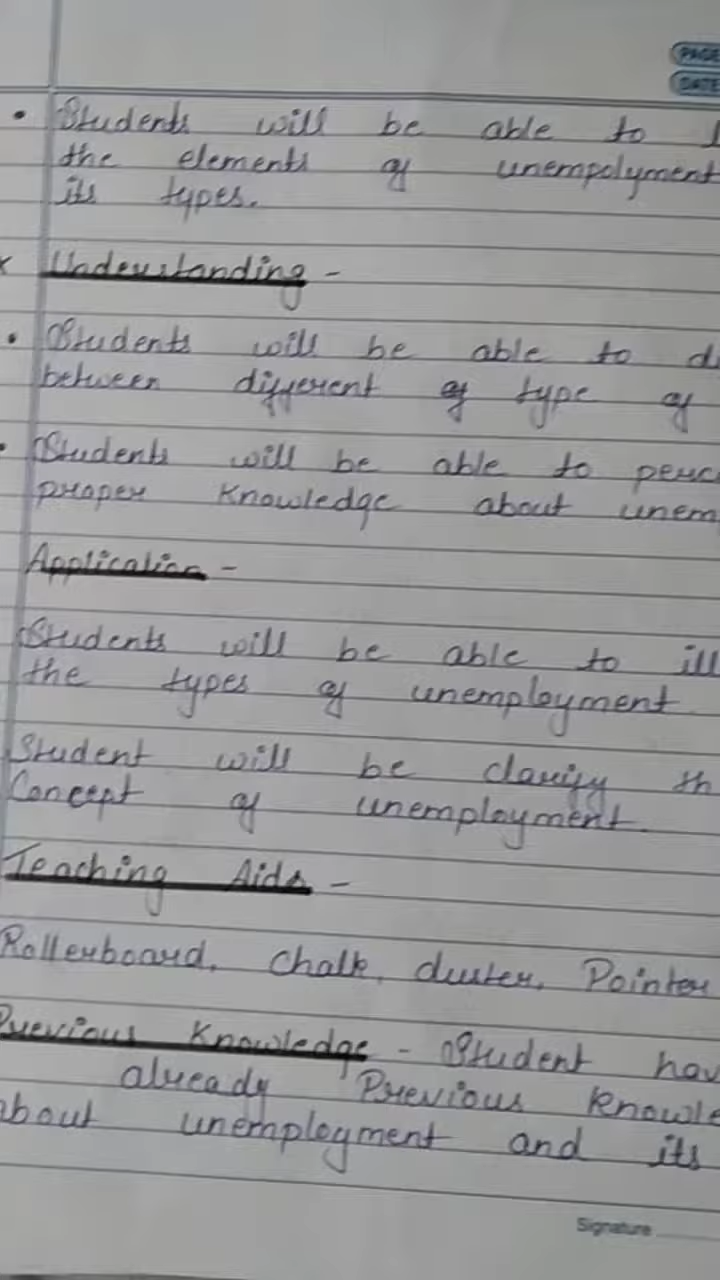 PAGE
DATE
• Students will be able to
the elements of unempolyment
its types.
x Understanding -
• Students will be able to
between different of type of
• Students will be able to
proper Knowledge about
Application -
Students will be able to
the types of unemployment
Student will be clarify
Concept of unemployment.
Teaching Aids -
Rollerboard, Chalk, duster, Pointer
Previous Knowledge - Student
already Previous
about unemployment and its
Signature